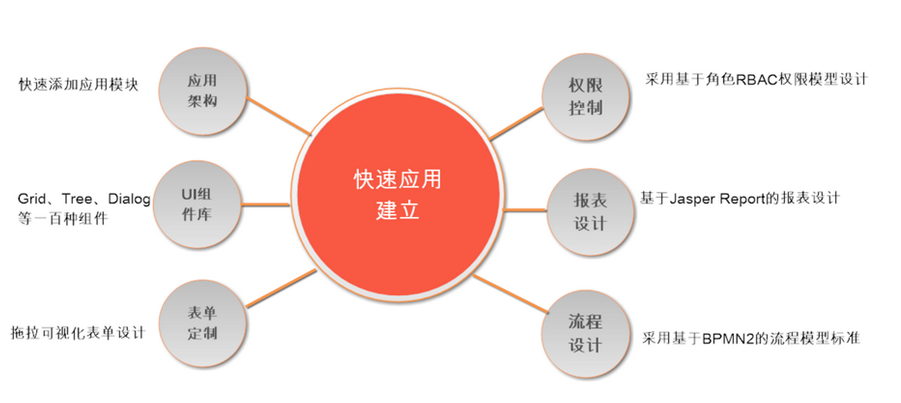 快速添加应用模块
应用
架构
Grid、Tree、Dialog
等一百种组件
UI组
件库
拖拉可视化表单设计
表单
定制
快速应用
建立
权限
控制
采用基于角色RBAC权限模型设计
报表
设计
基于Jasper Report的报表设计
流程
设计
采用基于BPMN2的流程模型标准